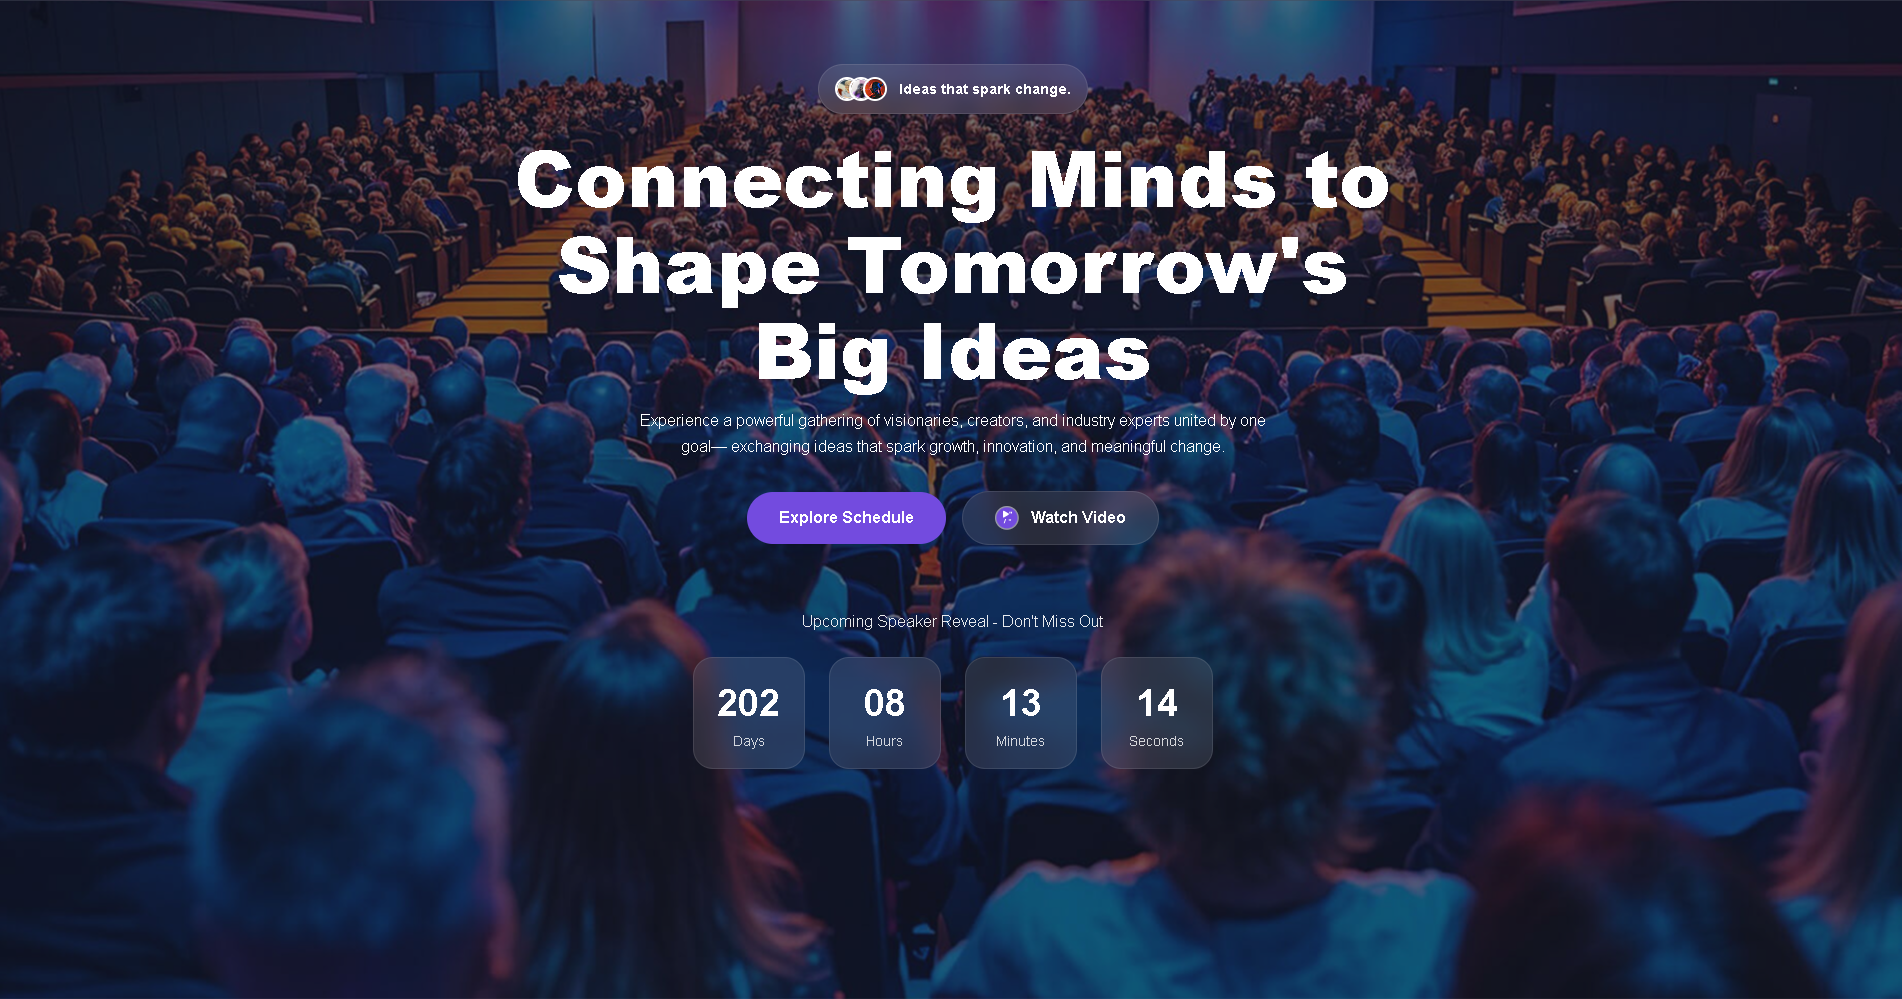 Ideas that spark change.
Connecting Minds to
Shape Tomorrow's
Big Ideas
Experience a powerful gathering of visionaries, creators, and industry experts united by one
goal— exchanging ideas that spark growth, innovation, and meaningful change.
Explore Schedule
Watch Video
Upcoming Speaker Reveal - Don't Miss Out
202 08 13 14
Days Hours Minutes Seconds